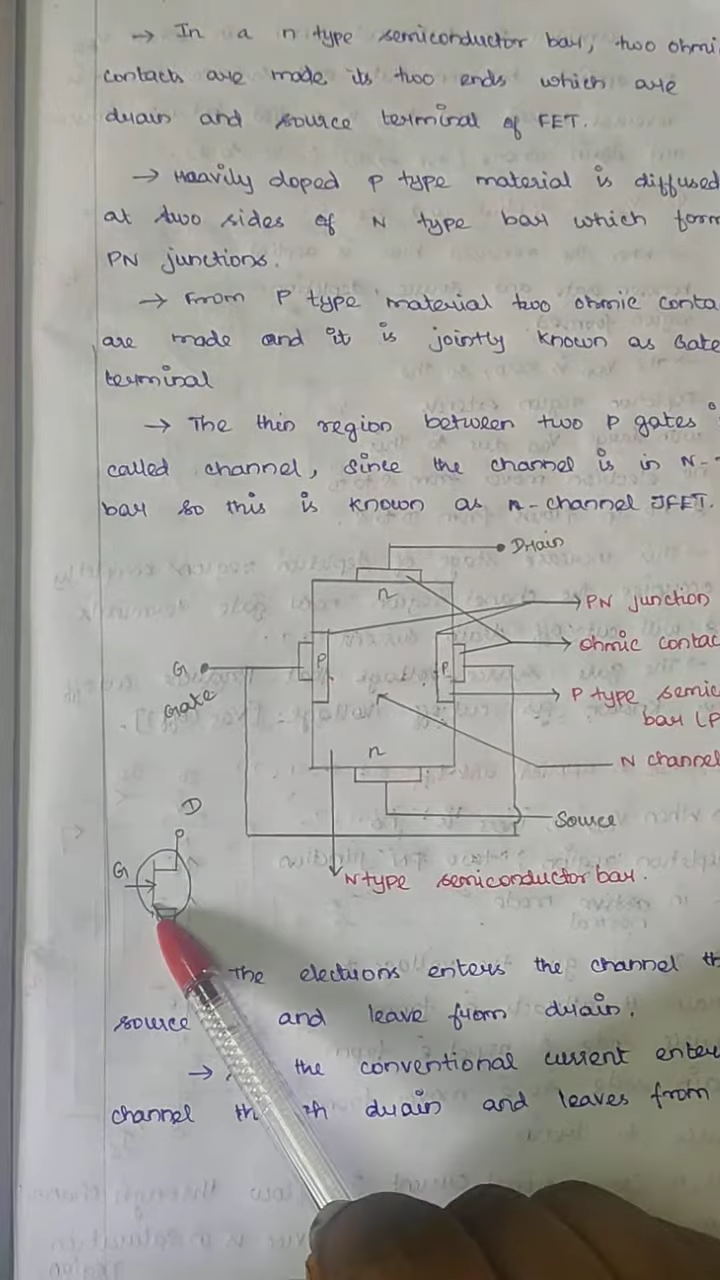 → In a n type semiconductor bar, two ohmi
contacts are made its two ends which are
drain and source terminal of FET.
→ Heavily doped P type material is diffused
at two sides of N type bar which form
PN junctions.
→ From P type material two ohmic conta
are made and it is jointly known as Gate
terminal
→ The thin region between two P gates is
called channel, since the channel is in N-
bar so this is known as n-channel JFET.
Drain
n
PN junction
ohmic contac
P
P
G
Gate
P type semic
bar (P
n
N channel
D
Source
G
N type semiconductor bar.
The electrons enters the channel th
source and leave from drain.
→ the conventional current enter
channel drain and leaves from